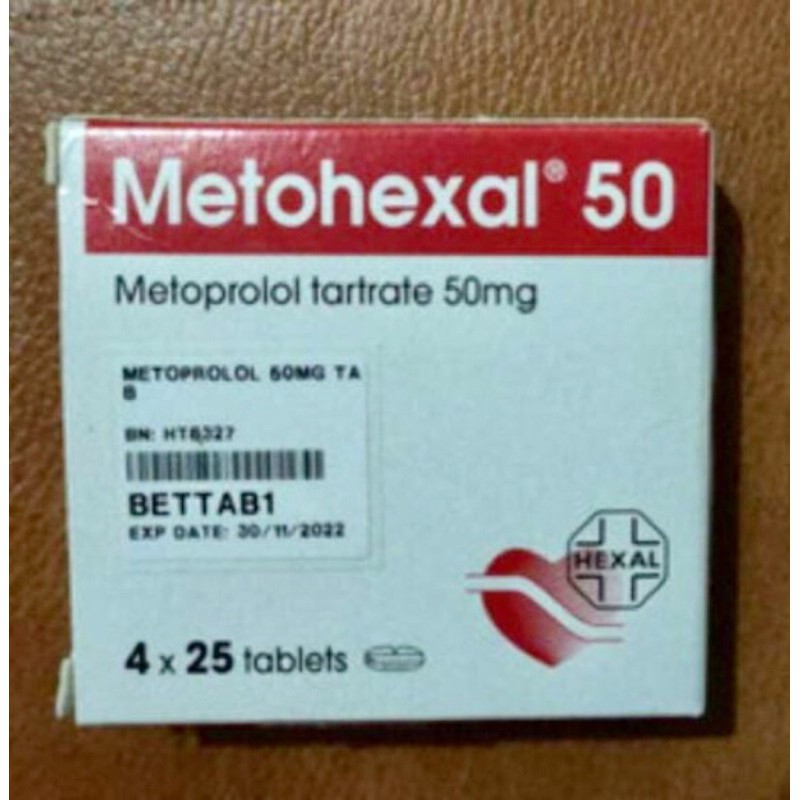 Metohexal® 50
Metoprolol tartrate 50mg
METOPROLOL 50MG TA
B
BN: HT6327
BETTAB1
EXP DATE: 30/11/2022
HEXAL
4 x 25 tablets